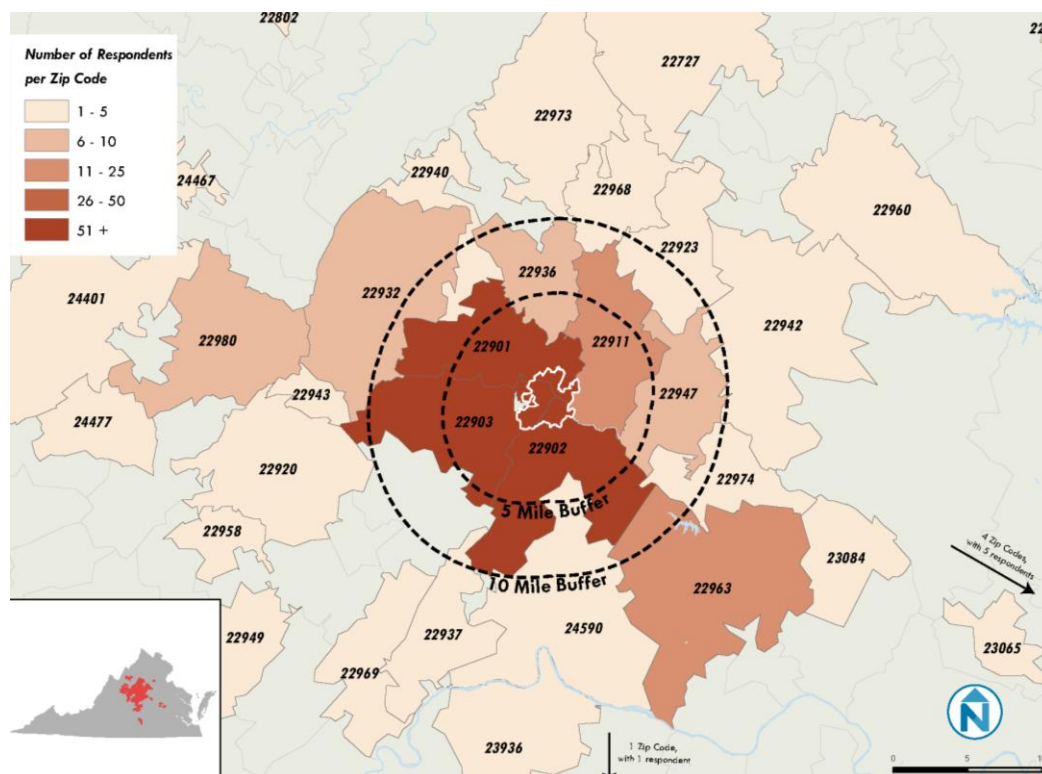 22802
22
Number of Respondents
per Zip Code
1 - 5
6 - 10
11 - 25
26 - 50
51 +
22727
22973
22940
24467
22968
22960
22923
22936
24401
22932
22942
22980
22901
22911
22943
22947
24477
22903
22902
22920
22974
5 Mile Buffer
22958
4 Zip Codes,
with 5 respondents
23084
10 Mile Buffer
22963
22949
22937
24590
23065
22969
N
23936
1 Zip Code,
with 1 respondent
0
5